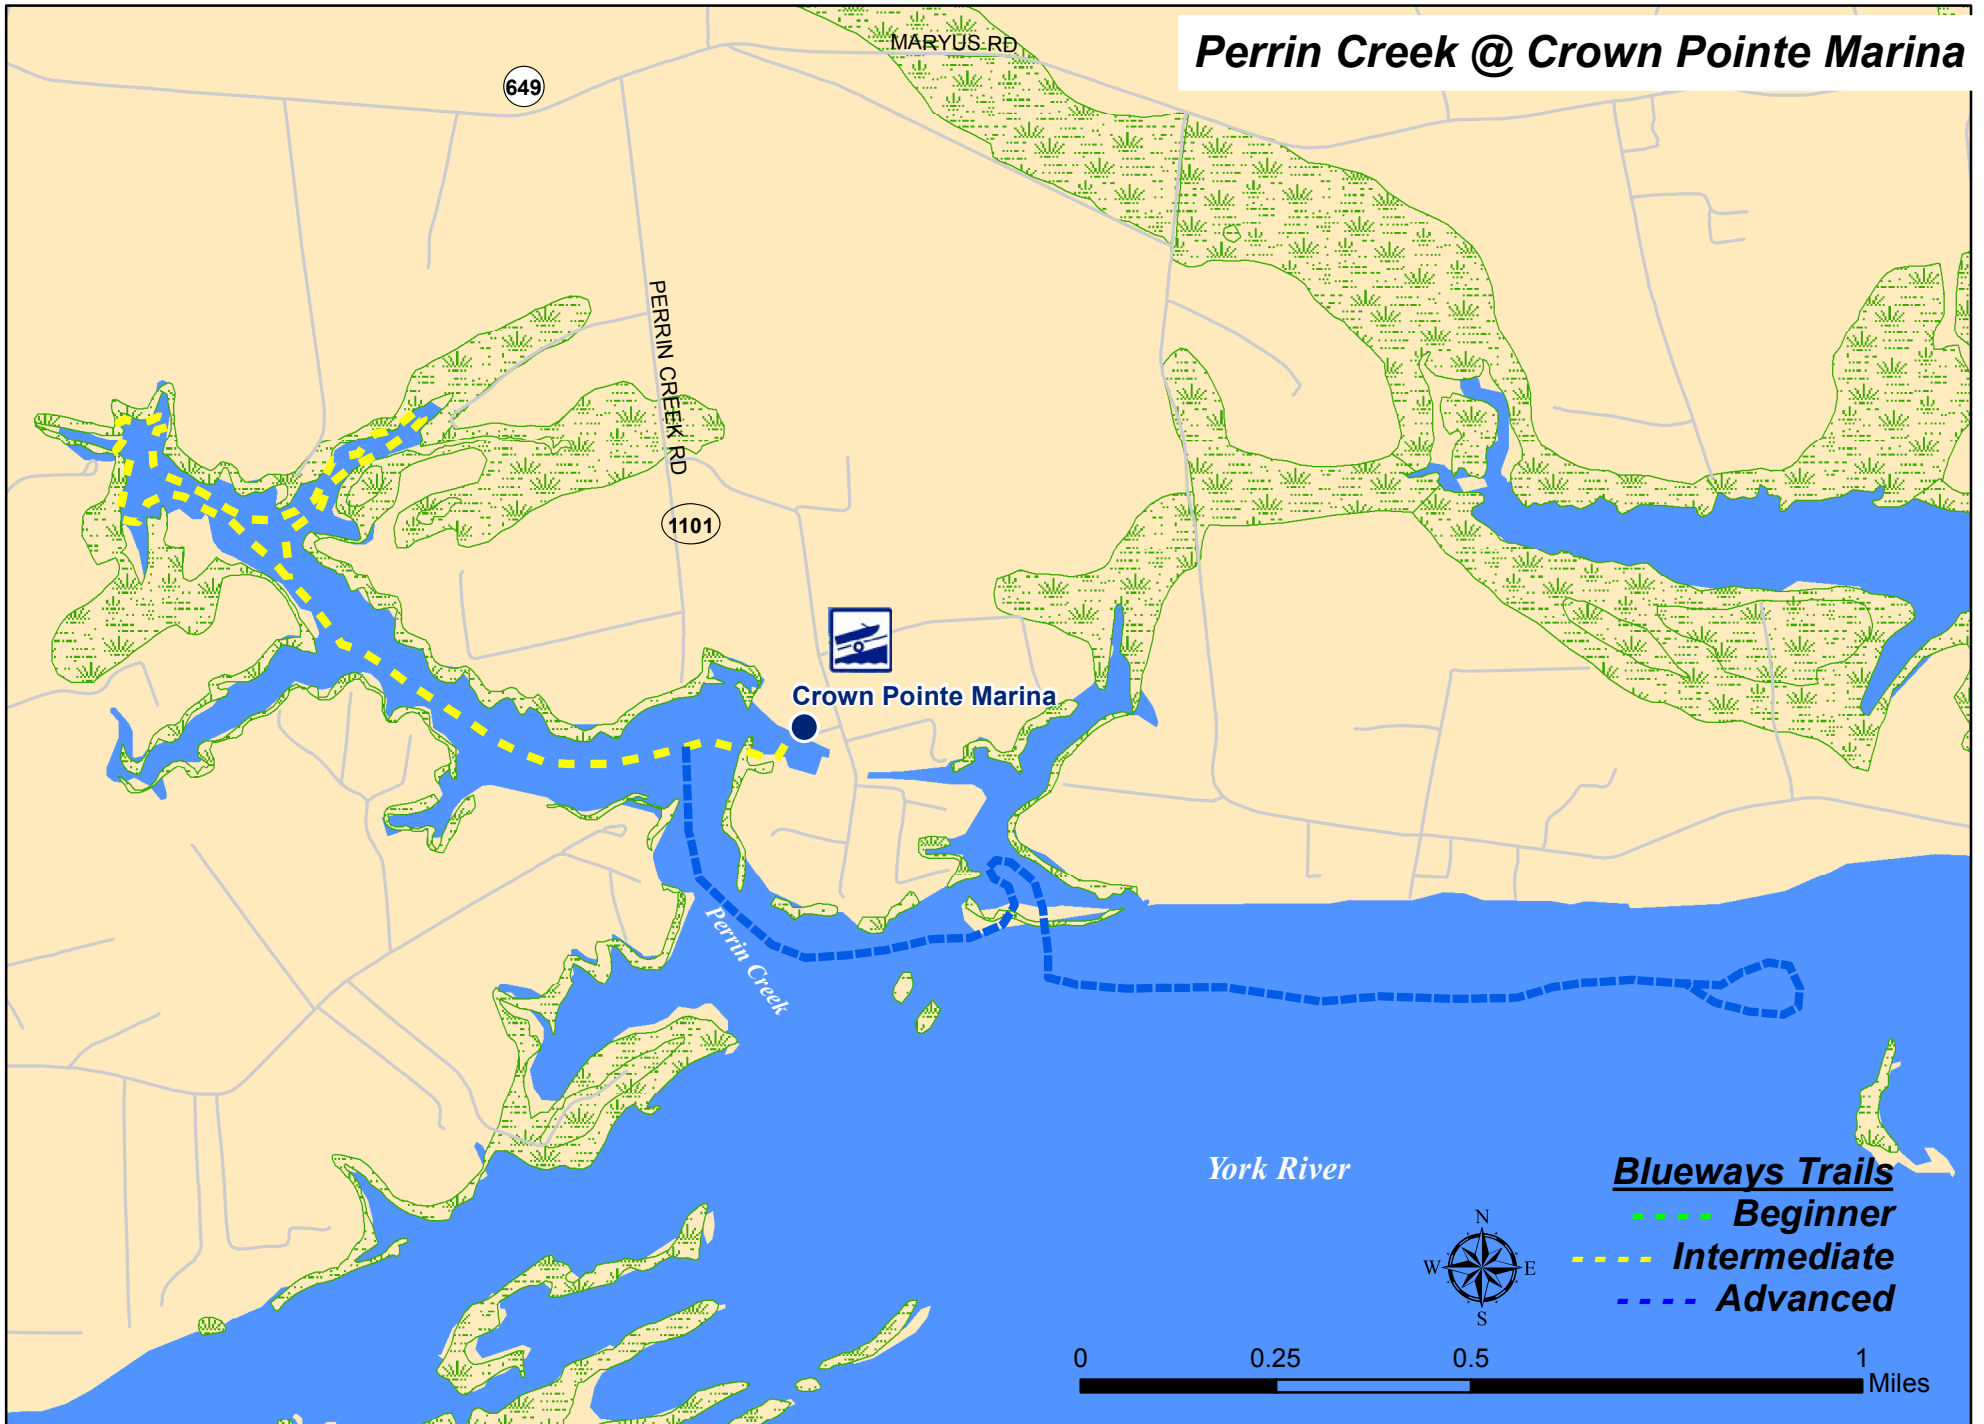 MARYUS RD
Perrin Creek @ Crown Pointe Marina
649
PERRIN CREEK RD
1101
Crown Pointe Marina
Perrin Creek
York River
Blueways Trails
Beginner
Intermediate
Advanced
N
W
E
S
0 0.25 0.5 1
Miles